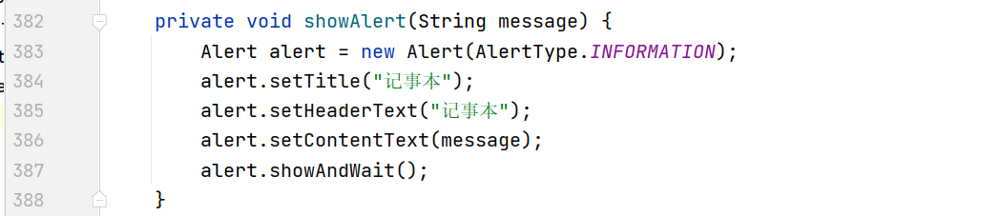 382 private void showAlert(String message) {
383 Alert alert = new Alert(AlertType.INFORMATION);
384 alert.setTitle("记事本");
385 alert.setHeaderText("记事本");
386 alert.setContentText(message);
387 alert.showAndWait();
388 }